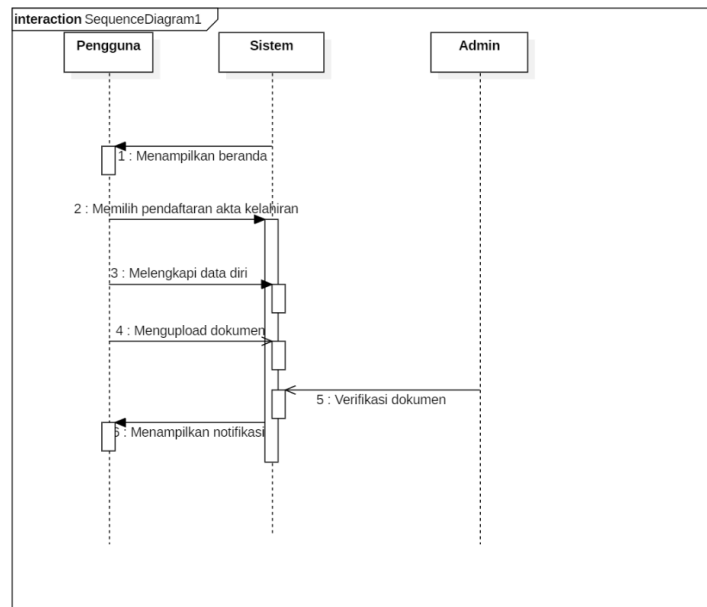 interaction SequenceDiagram1
Pengguna
Sistem
Admin
1 : Menampilkan beranda
2 : Memilih pendaftaran akta kelahiran
3 : Melengkapi data diri
4 : Mengupload dokumen
5 : Verifikasi dokumen
6 : Menampilkan notifikasi